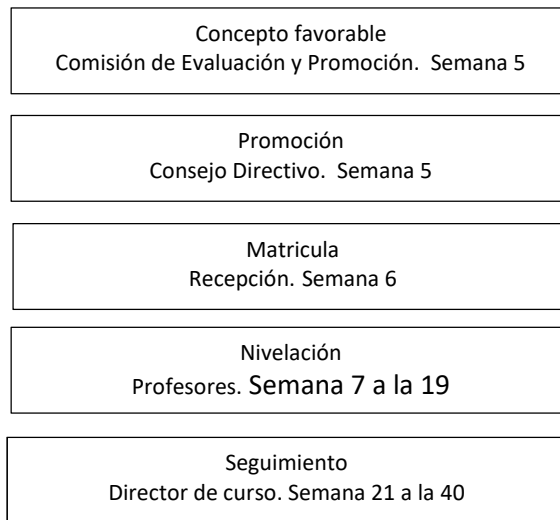 Concepto favorable
Comisión de Evaluación y Promoción. Semana 5
Promoción
Consejo Directivo. Semana 5
Matricula
Recepción. Semana 6
Nivelación
Profesores. Semana 7 a la 19
Seguimiento
Director de curso. Semana 21 a la 40